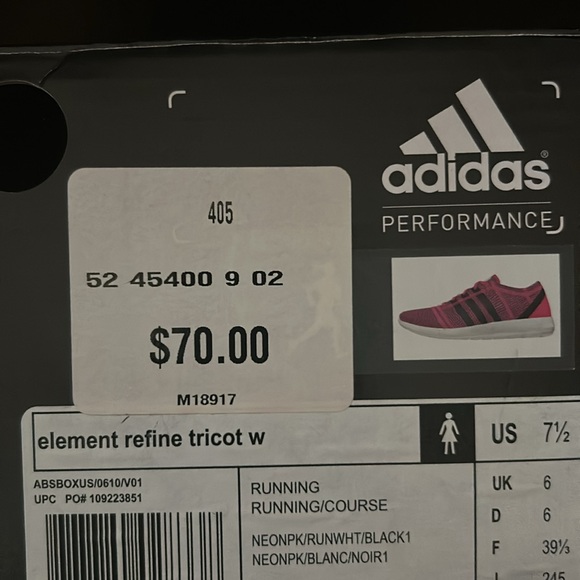 adidas®
PERFORMANCE
405
52 45400 9 02
$70.00
M18917
element refine tricot w
US 7½
ABSBOXUS/0610/V01
UPC PO# 109223851
RUNNING
RUNNING/COURSE
NEONPK/RUNWHT/BLACK1
NEONPK/BLANC/NOIR1
UK 6
D 6
F 39⅓
245